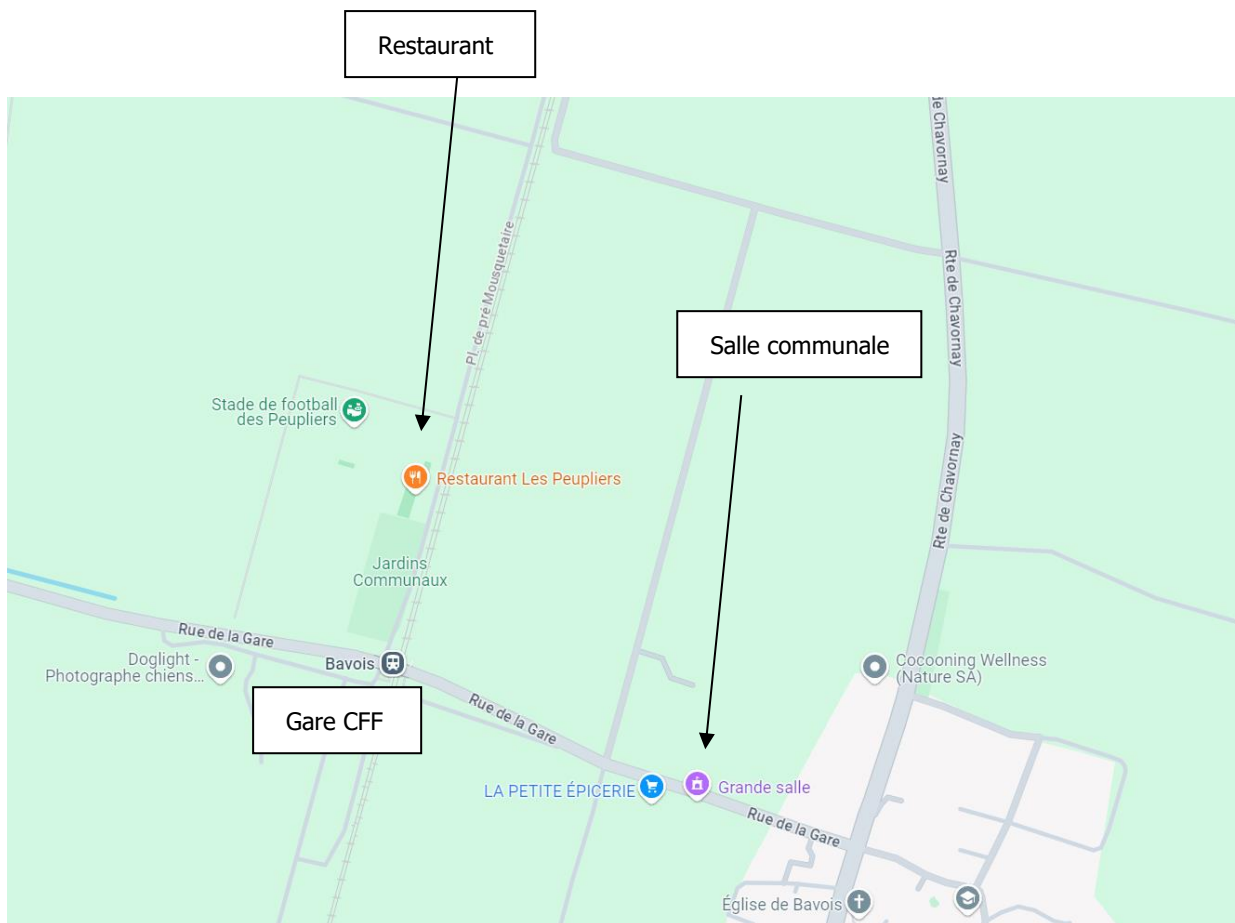 Restaurant
de Chavornay
Rte de Chavornay
Pl. de pré Mousquetaire
Salle communale
Stade de football
des Peupliers
Restaurant Les Peupliers
Rte de Chavornay
Jardins
Communaux
Rue de la Gare
Bavois
Doglight -
Photographe chiens...
Cocooning Wellness
(Nature SA)
Gare CFF
Rue de la Gare
LA PETITE ÉPICERIE
Grande salle
Rue de la Gare
Église de Bavois